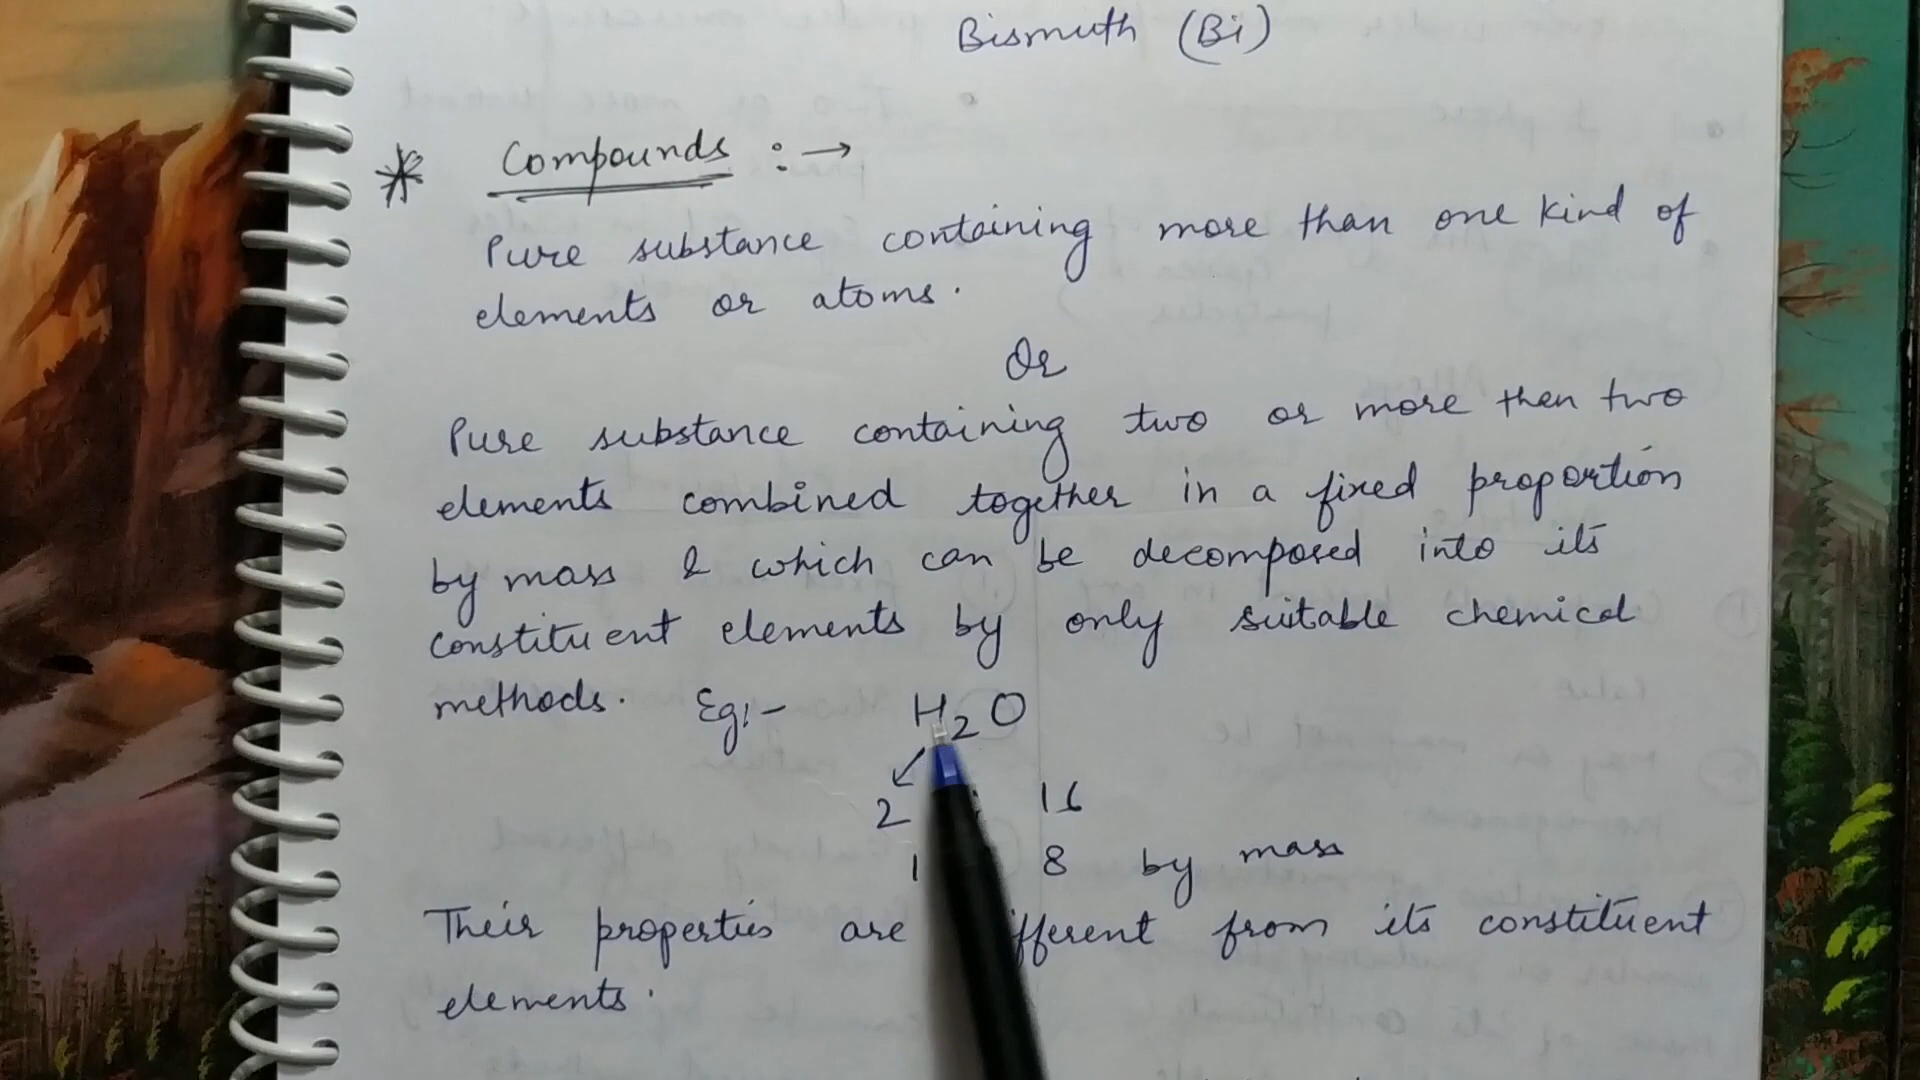 Bismuth (Bi)
* Compounds :→
Pure substance containing more than one kind of
elements or atoms.
Or
Pure substance containing two or more then two
elements combined together in a fixed proportion
by mass & which can be decomposed into its
constituent elements by only suitable chemical
methods. Eg:- H2O
2 16
1 8 by mass
Their properties are fferent from its constituent
elements.